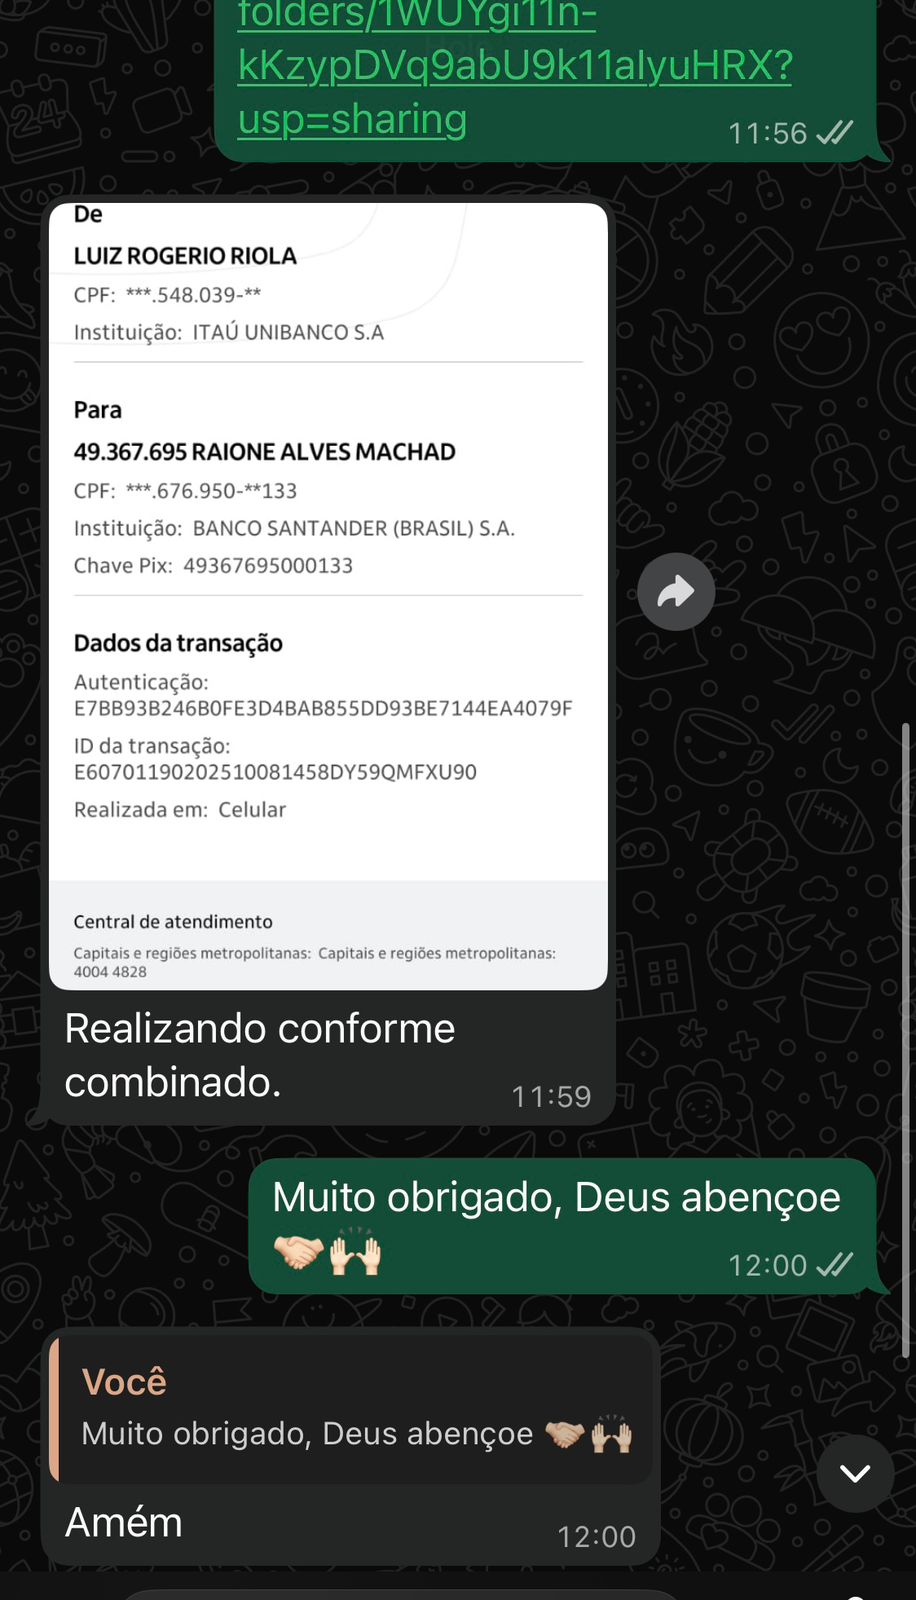 folders/1WUYgi11n-
kKzypDVq9abU9k11alyuHRX?
usp=sharing
11:56
De
LUIZ ROGERIO RIOLA
CPF: ***.548.039-**
Instituição: ITAÚ UNIBANCO S.A
Para
49.367.695 RAIONE ALVES MACHAD
CPF: ***.676.950-**133
Instituição: BANCO SANTANDER (BRASIL) S.A.
Chave Pix: 49367695000133
Dados da transação
Autenticação:
E7BB93B246B0FE3D4BAB855DD93BE7144EA4079F
ID da transação:
E60701190202510081458DY59QMFXU90
Realizada em: Celular
Central de atendimento
Capitais e regiões metropolitanas: Capitais e regiões metropolitanas:
4004 4828
Realizando conforme
combinado.
11:59
Muito obrigado, Deus abençoe
🤝🏻🙌🏻
12:00
Você
Muito obrigado, Deus abençoe 🤝🏻🙌🏻
Amém
12:00